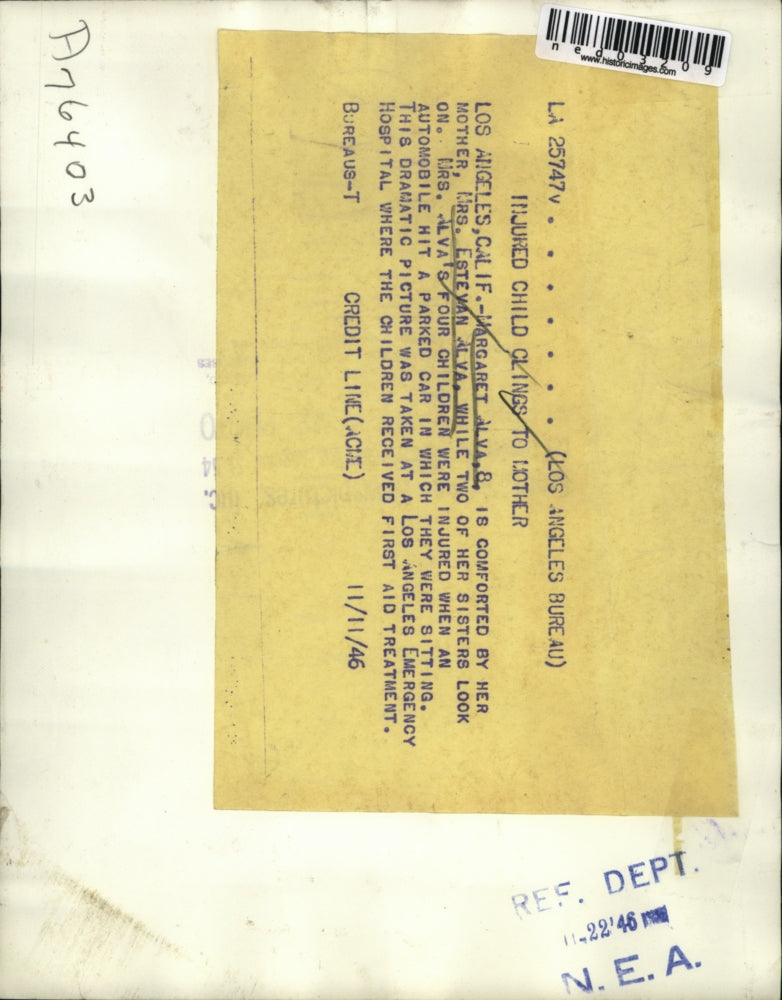 A76403
ned03209
www.historicimages.com
LA 25747V . . . . . . . (LOS ANGELES BUREAU)
INJURED CHILD CLINGS TO MOTHER
LOS ANGELES, CALIF.--MARGARET ALVA, 8, IS COMFORTED BY HER
MOTHER, MRS. ESTEVAN ALVA, WHILE TWO OF HER SISTERS LOOK
ON. MRS. ALVA'S FOUR CHILDREN WERE INJURED WHEN AN
AUTOMOBILE HIT A PARKED CAR IN WHICH THEY WERE SITTING.
THIS DRAMATIC PICTURE WAS TAKEN AT A LOS ANGELES EMERGENCY
HOSPITAL WHERE THE CHILDREN RECEIVED FIRST AID TREATMENT.
BUREAUS-T CREDIT LINE(ACME) 11/11/46
REF. DEPT.
11-22'46
N. E. A.